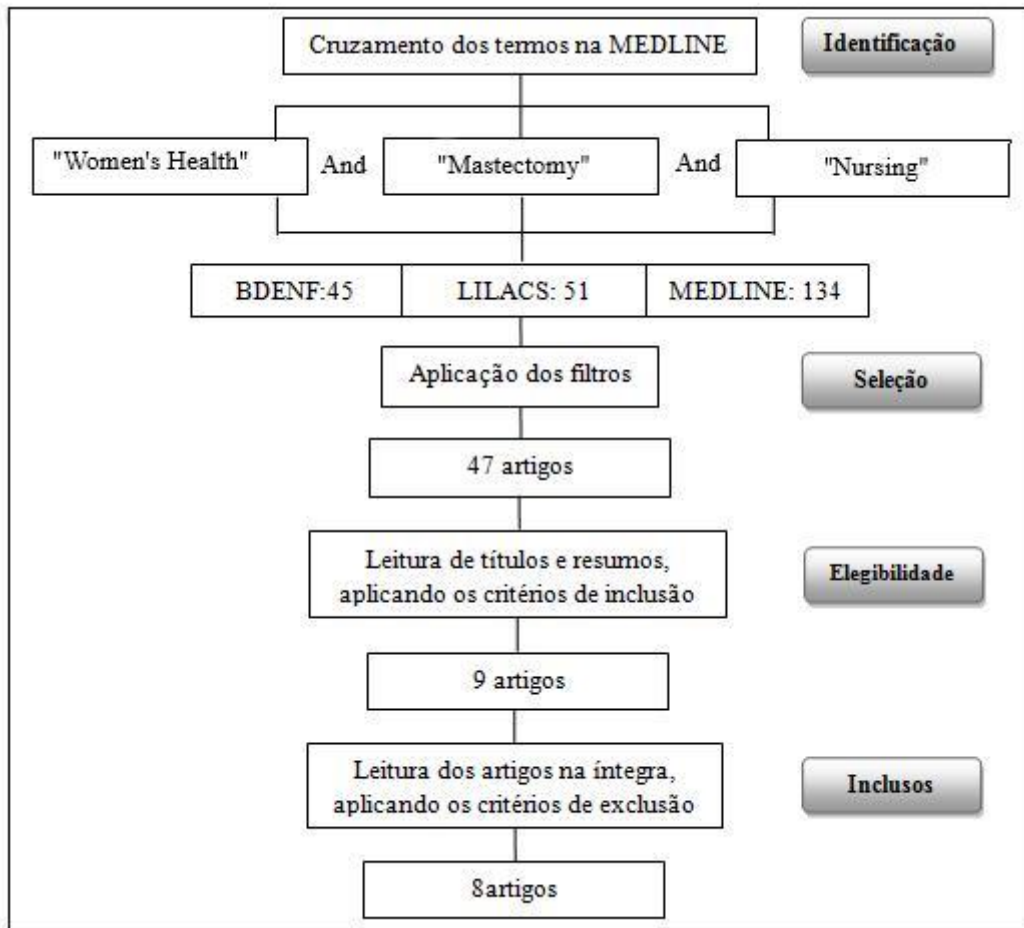 Cruzamento dos termos na MEDLINE
Identificação
"Women's Health"
And
"Mastectomy"
And
"Nursing"
BDENF:45
LILACS: 51
MEDLINE: 134
Aplicação dos filtros
Seleção
47 artigos
Leitura de títulos e resumos,
aplicando os critérios de inclusão
Elegibilidade
9 artigos
Leitura dos artigos na íntegra,
aplicando os critérios de exclusão
Inclusos
8artigos